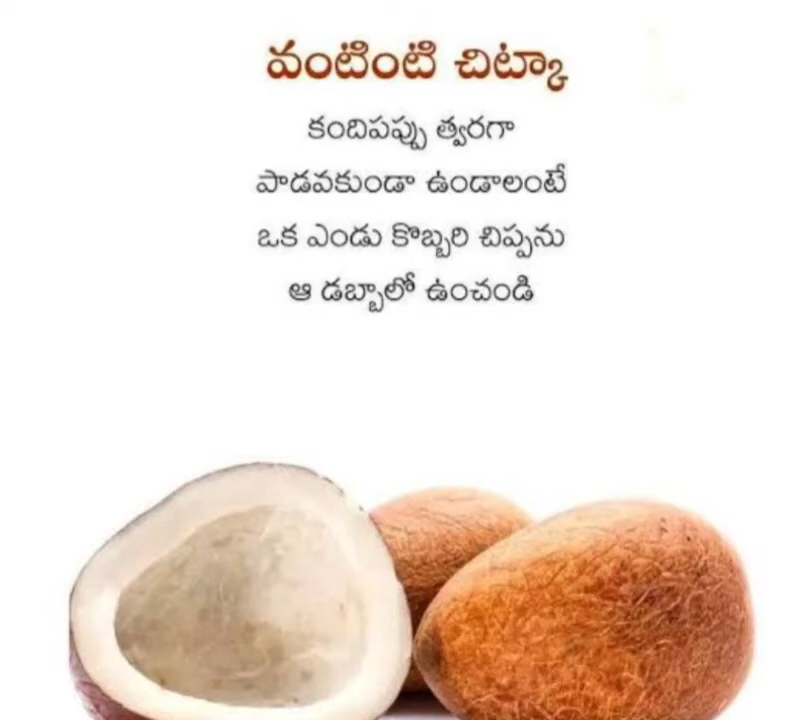 వంటింటి చిట్కా
కందిపప్పు త్వరగా
పాడవకుండా ఉండాలంటే
ఒక ఎండు కొబ్బరి చిప్పను
ఆ డబ్బాలో ఉంచండి